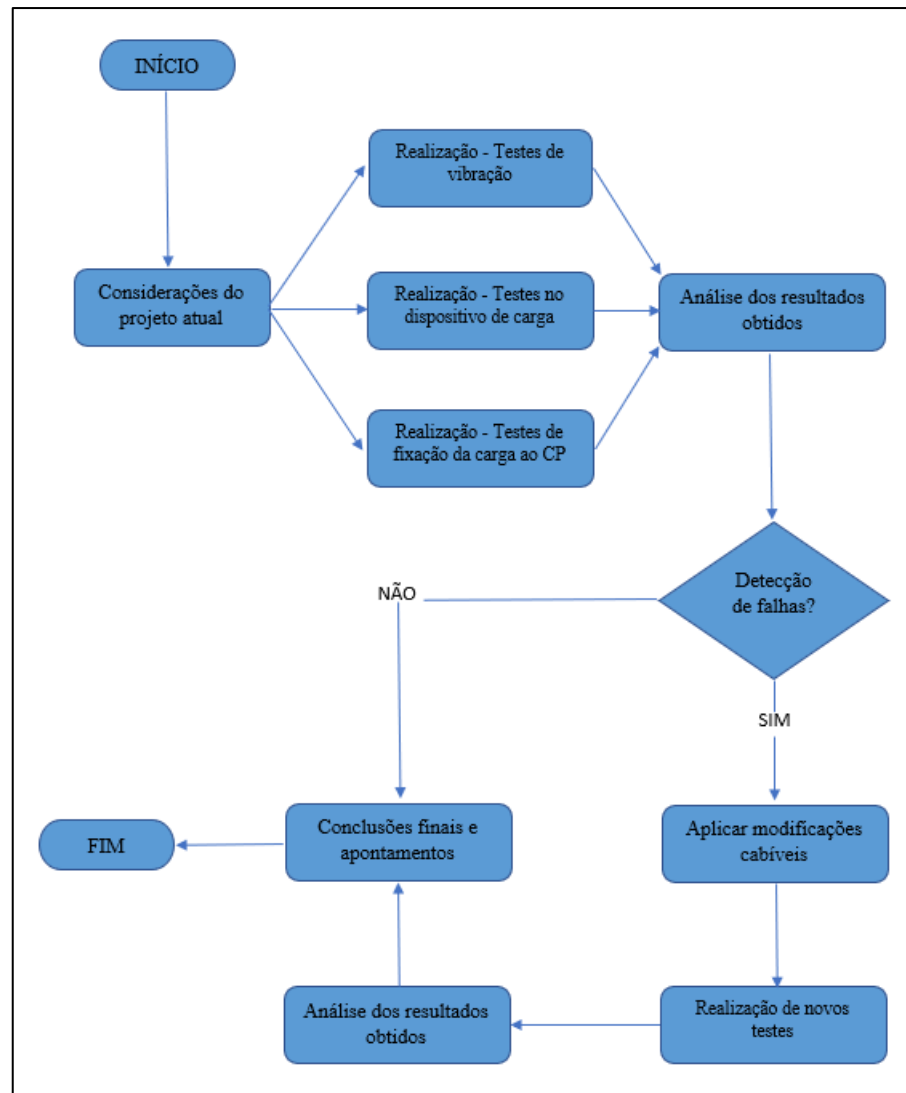 INÍCIO
Realização - Testes de
vibração
Considerações do
projeto atual
Realização - Testes no
dispositivo de carga
Análise dos resultados
obtidos
Realização - Testes de
fixação da carga ao CP
Detecção
de falhas?
NÃO
SIM
Aplicar modificações
cabíveis
Conclusões finais e
apontamentos
FIM
Realização de novos
testes
Análise dos resultados
obtidos